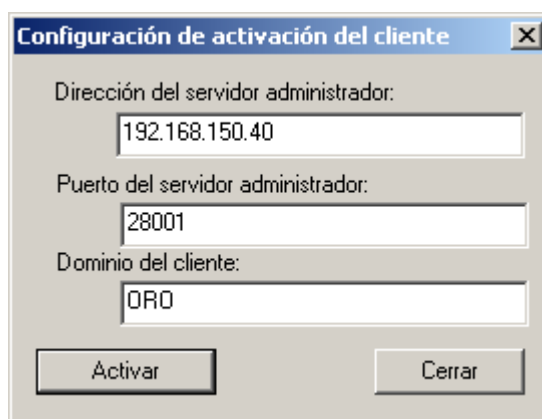 Configuración de activación del cliente
Dirección del servidor administrador:
192.168.150.40
Puerto del servidor administrador:
28001
Dominio del cliente:
ORO
Activar Cerrar